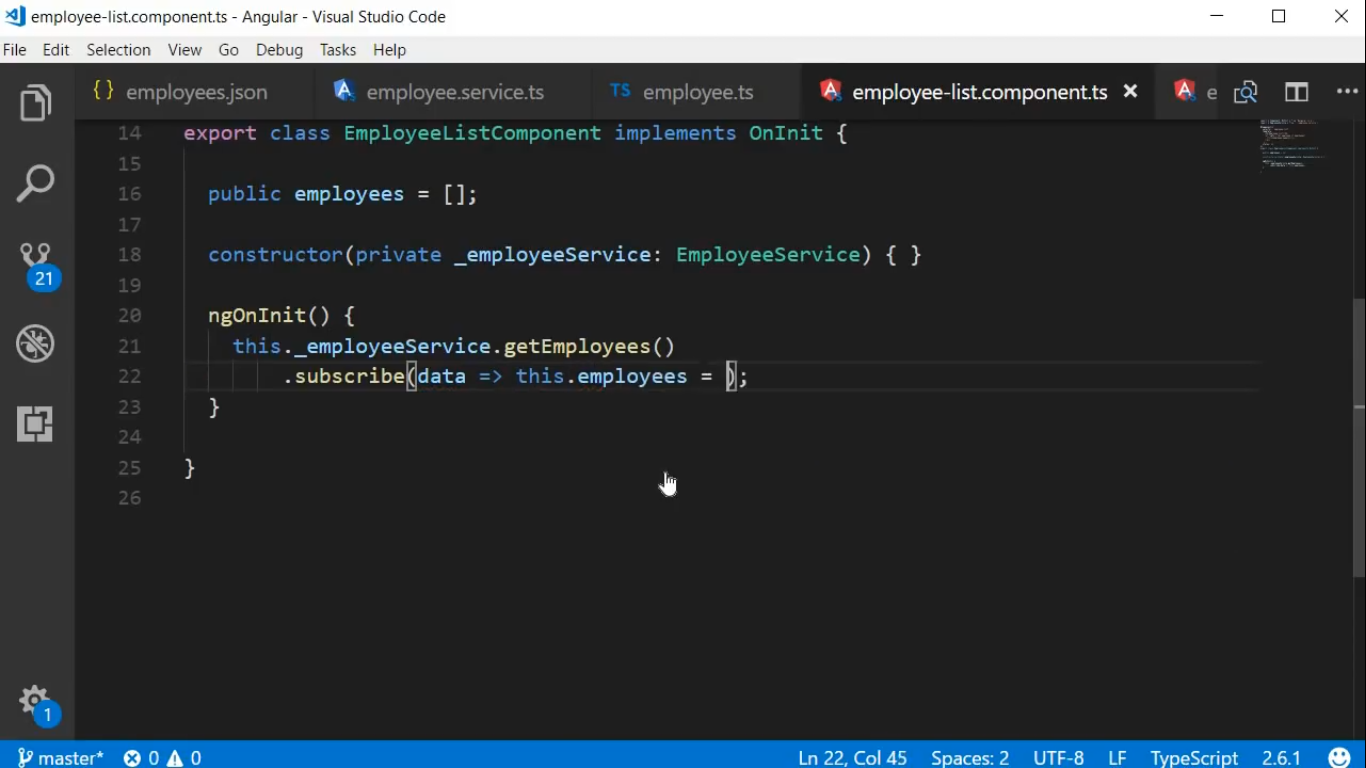 employee-list.component.ts - Angular - Visual Studio Code
File Edit Selection View Go Debug Tasks Help
{} employees.json employee.service.ts TS employee.ts employee-list.component.ts e
14 export class EmployeeListComponent implements OnInit {
15
16 public employees = [];
17
18 constructor(private _employeeService: EmployeeService) { }
19
20 ngOnInit() {
21 this._employeeService.getEmployees()
22 .subscribe(data => this.employees = );
23 }
24
25 }
26
21
1
master* 0 0 Ln 22, Col 45 Spaces: 2 UTF-8 LF TypeScript 2.6.1